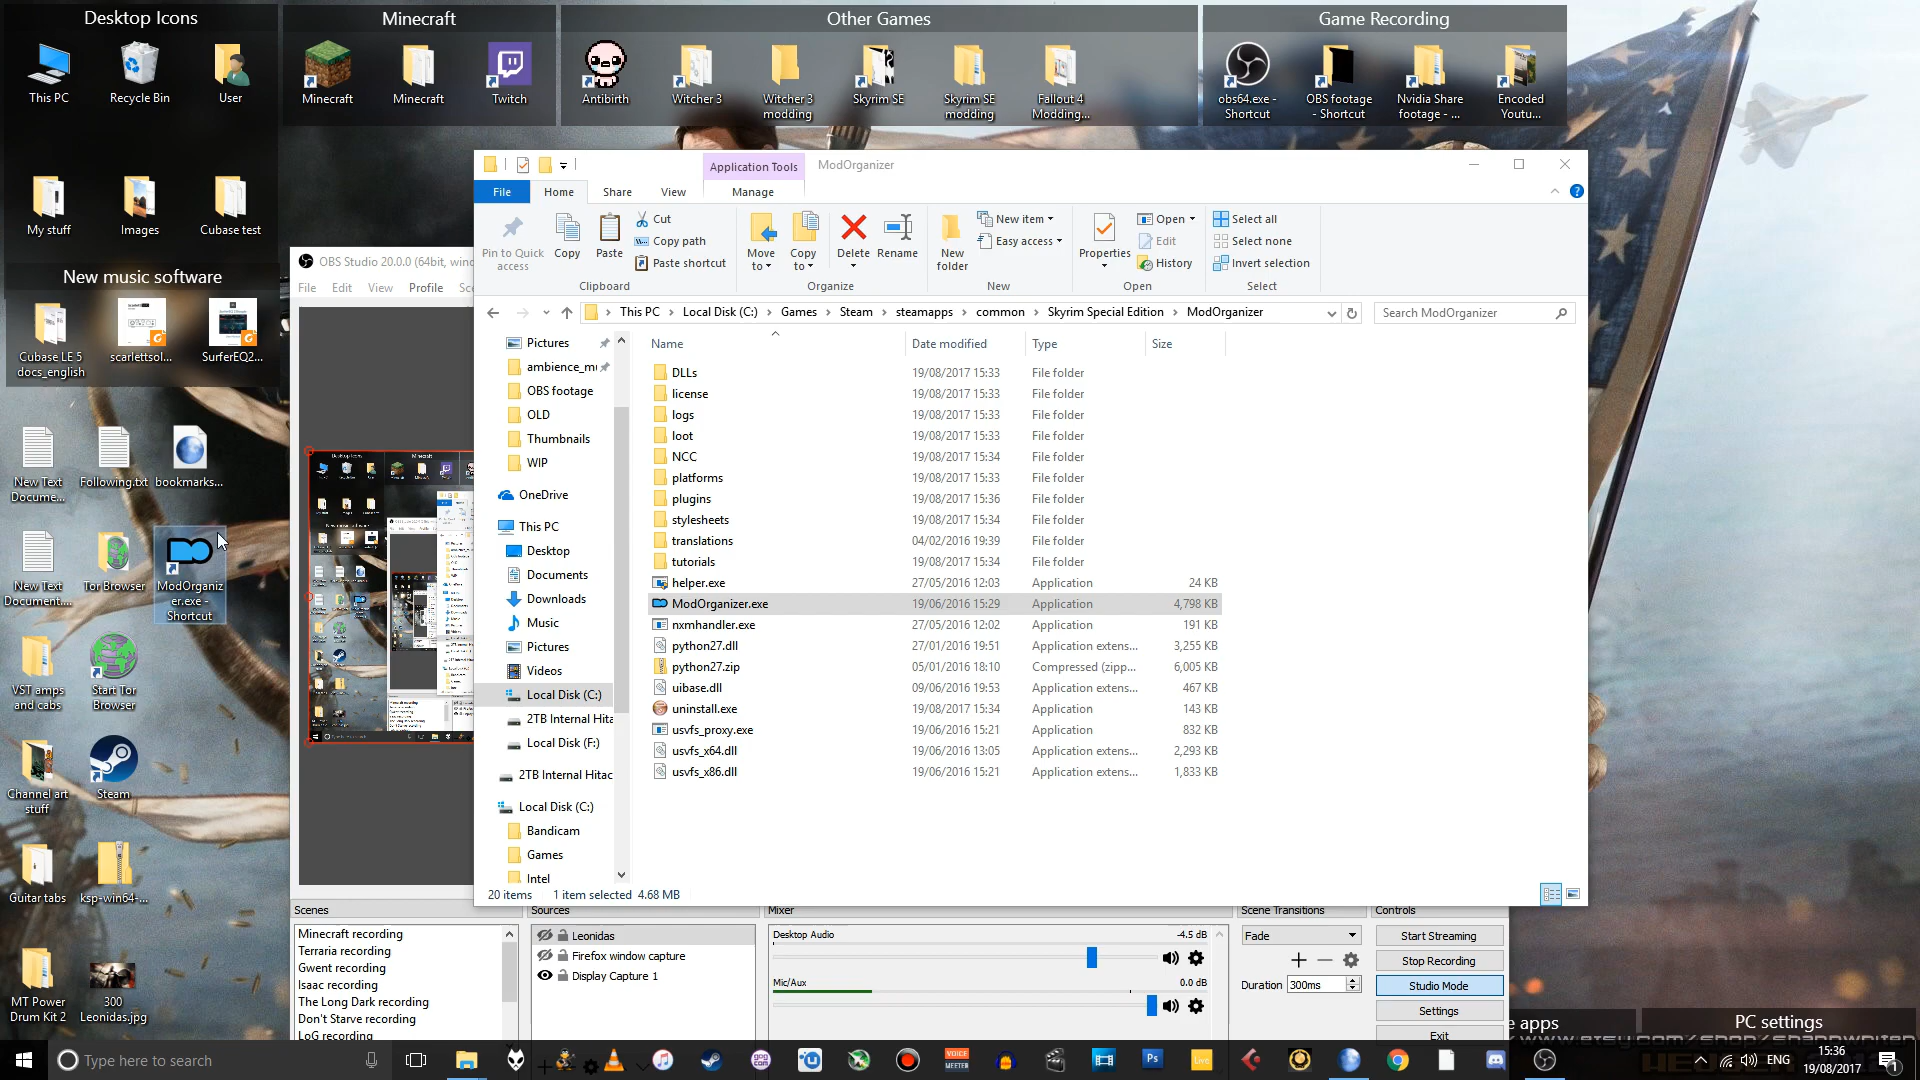 Desktop Icons
Minecraft
Other Games
Game Recording
This PC
Recycle Bin
User
Minecraft
Minecraft
Twitch
Antibirth
Witcher 3
Witcher 3
modding
Skyrim SE
Skyrim SE
modding
Fallout 4
Modding...
obs64.exe -
Shortcut
OBS footage
- Shortcut
Nvidia Share
footage - ...
Encoded
Youtu...
My stuff
Images
Cubase test
New music software
Cubase LE 5
docs_english
scarlettsol...
SurferEQ2...
New Text
Docume...
Following.txt
bookmarks...
New Text
Document....
Tor Browser
ModOrganiz
er.exe -
Shortcut
VST amps
and cabs
Start Tor
Browser
Channel art
stuff
Steam
Guitar tabs
ksp-win64-...
MT Power
Drum Kit 2
300
Leonidas.jpg
OBS Studio 20.0.0 (64bit, winc
File
Edit
View
Profile
Sc
Application Tools
ModOrganizer
File
Home
Share
View
Manage
Pin to Quick
access
Copy
Paste
Cut
Copy path
Paste shortcut
Clipboard
Move
to
Copy
to
Delete
Rename
Organize
New
folder
New item
Easy access
New
Properties
Open
Edit
History
Open
Select all
Select none
Invert selection
Select
This PC
Local Disk (C:)
Games
Steam
steamapps
common
Skyrim Special Edition
ModOrganizer
Search ModOrganizer
Pictures
ambience_mu
OBS footage
OLD
Thumbnails
WIP
OneDrive
This PC
Desktop
Documents
Downloads
Music
Pictures
Videos
Local Disk (C:)
2TB Internal Hita
Local Disk (F:)
2TB Internal Hitac
Local Disk (C:)
Bandicam
Games
Intel
Name Date modified Type Size
DLLs 19/08/2017 15:33 File folder
license 19/08/2017 15:33 File folder
logs 19/08/2017 15:33 File folder
loot 19/08/2017 15:33 File folder
NCC 19/08/2017 15:34 File folder
platforms 19/08/2017 15:33 File folder
plugins 19/08/2017 15:36 File folder
stylesheets 19/08/2017 15:34 File folder
translations 04/02/2016 19:39 File folder
tutorials 19/08/2017 15:34 File folder
helper.exe 27/05/2016 12:03 Application 24 KB
ModOrganizer.exe 19/06/2016 15:29 Application 4,798 KB
nxmhandler.exe 27/05/2016 12:02 Application 191 KB
python27.dll 27/01/2016 19:51 Application extens... 3,255 KB
python27.zip 05/01/2016 18:10 Compressed (zipp... 6,005 KB
uibase.dll 09/06/2016 19:53 Application extens... 467 KB
uninstall.exe 19/08/2017 15:34 Application 143 KB
usvfs_proxy.exe 19/06/2016 15:21 Application 832 KB
usvfs_x64.dll 19/06/2016 13:05 Application extens... 2,293 KB
usvfs_x86.dll 19/06/2016 15:21 Application extens... 1,833 KB
20 items
1 item selected 4.68 MB
Scenes
Sources
Mixer
Scene Transitions
Controls
Minecraft recording
Terraria recording
Gwent recording
Isaac recording
The Long Dark recording
Don't Starve recording
LoG recording
Leonidas
Firefox window capture
Display Capture 1
Desktop Audio
-4.5 dB
Mic/Aux
0.0 dB
Fade
Duration
300ms
Start Streaming
Stop Recording
Studio Mode
Settings
Exit
e apps
PC settings
Type here to search
VOICE
MEETER
gog
com
Ps
Live
ENG
15:36
19/08/2017
1